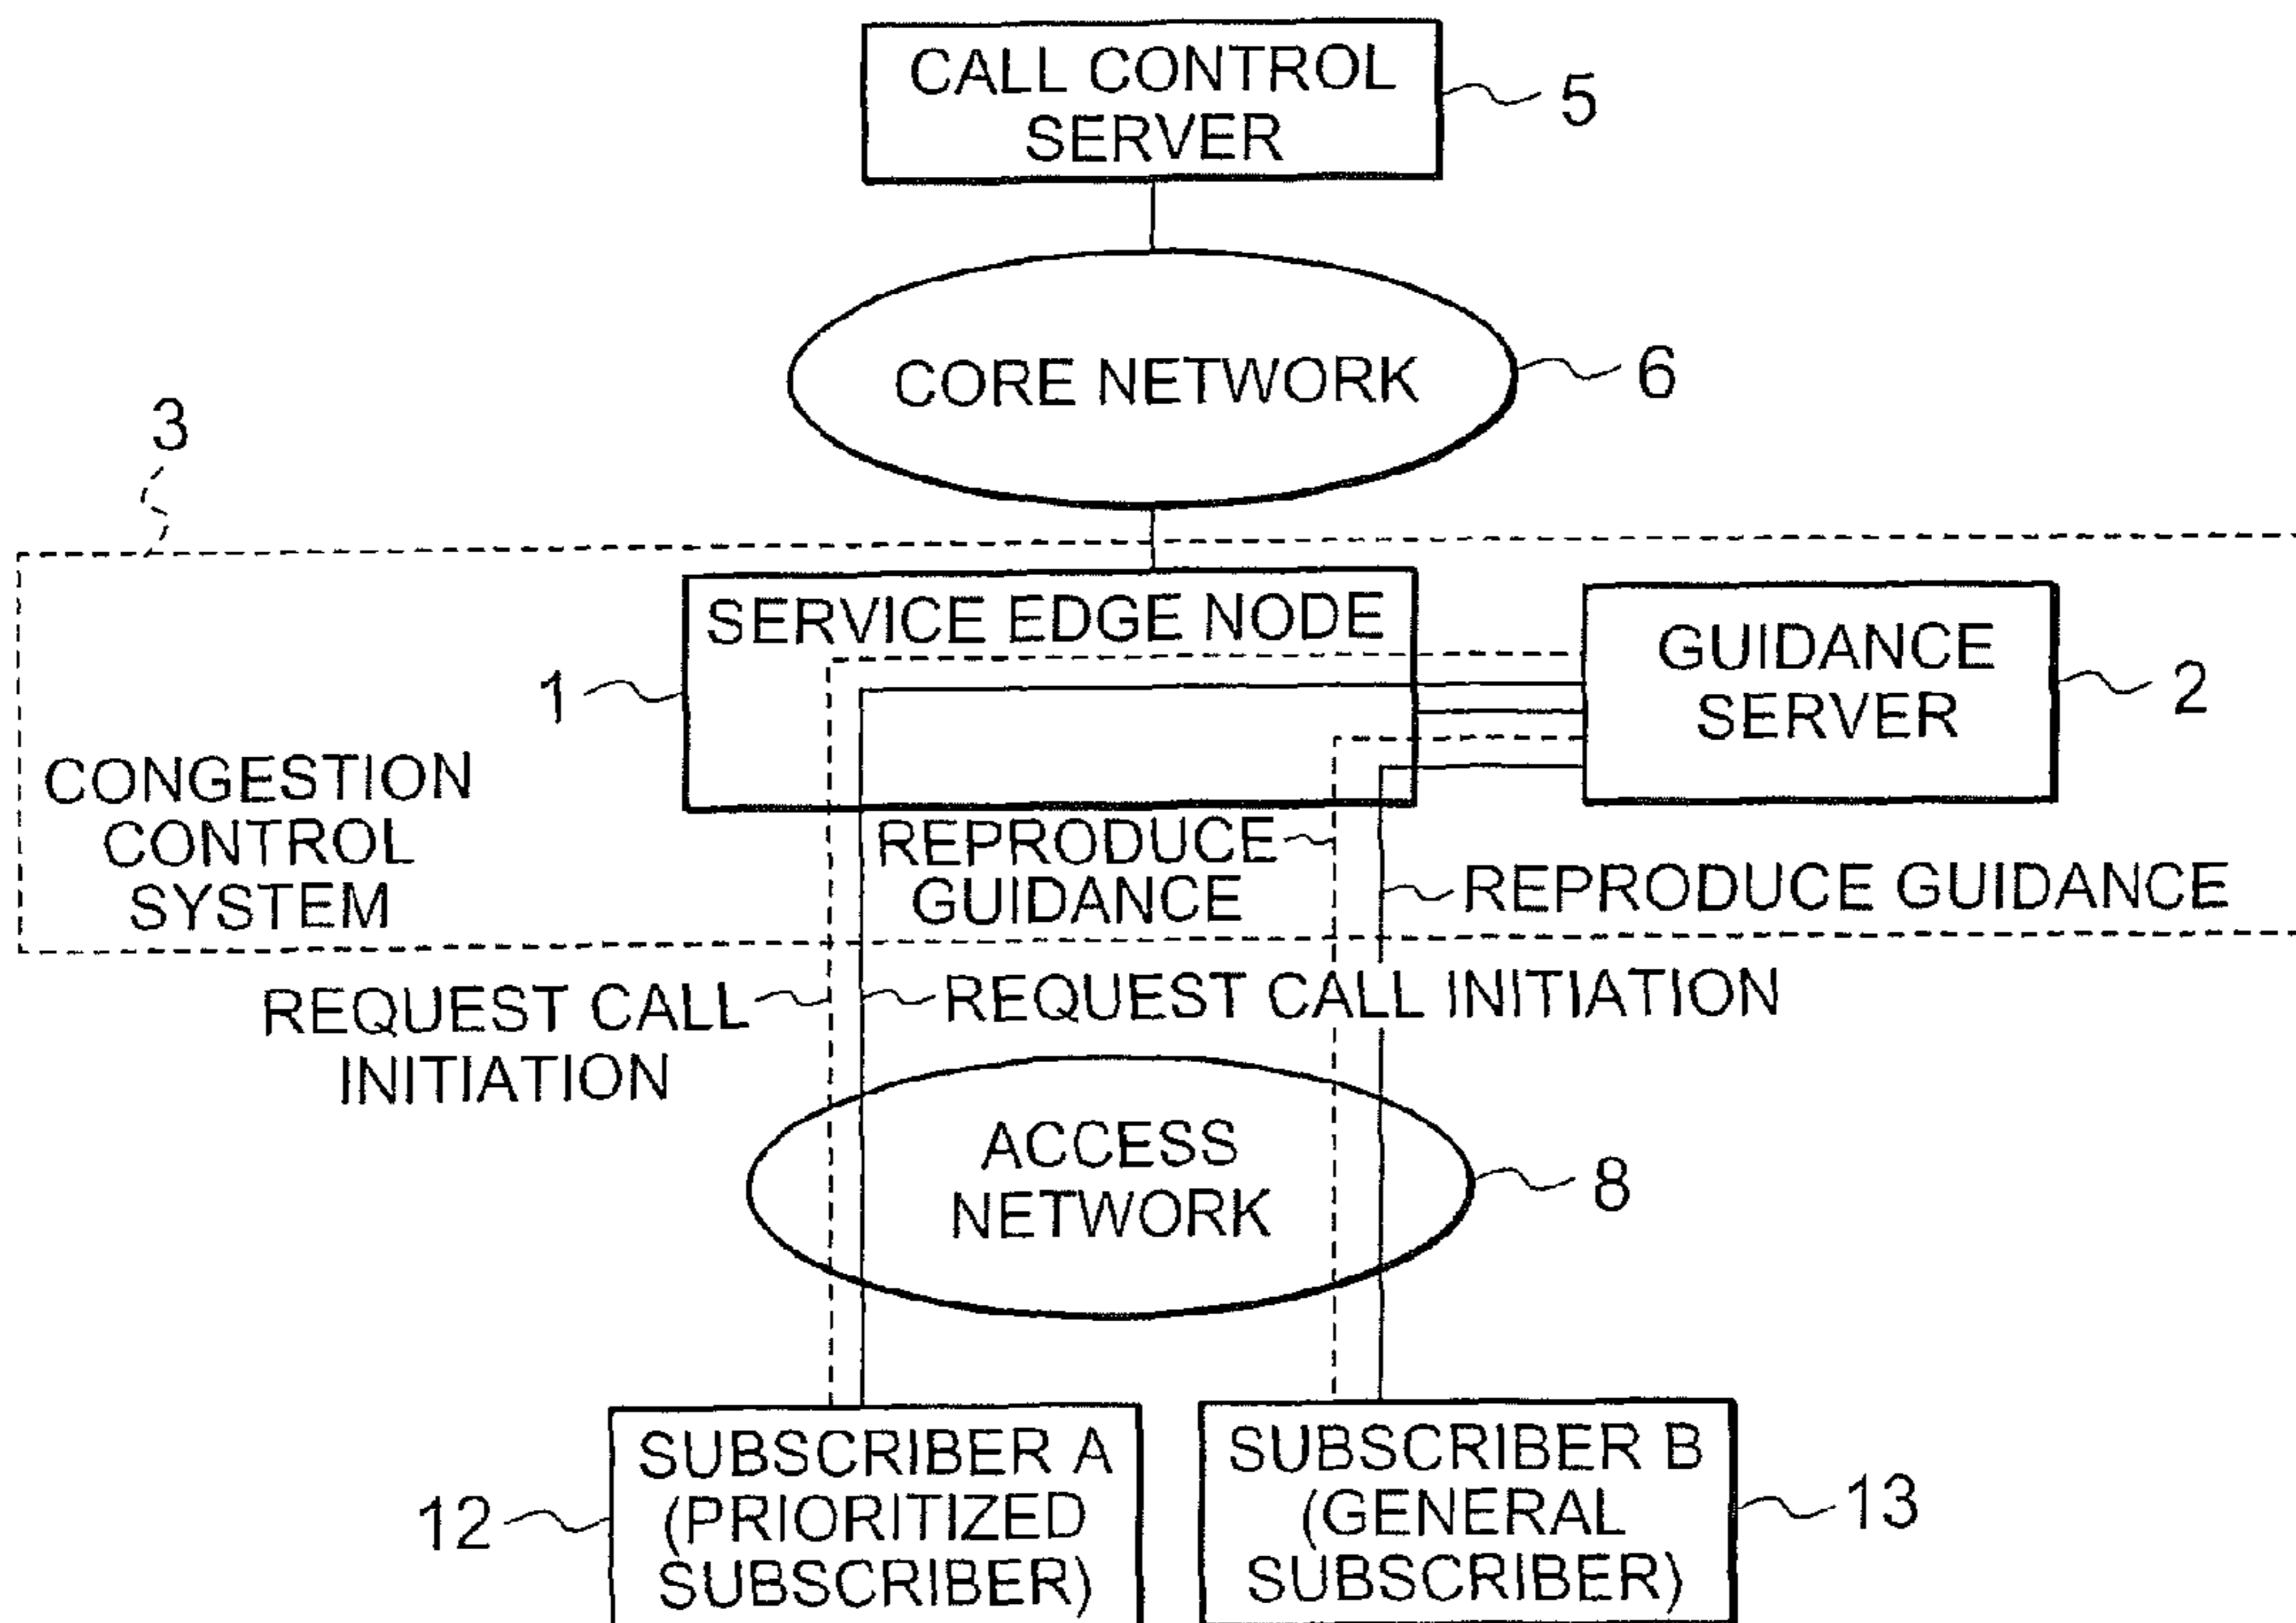 CALL CONTROL
SERVER
5
CORE NETWORK
6
3
SERVICE EDGE NODE
1
GUIDANCE
SERVER
2
CONGESTION
CONTROL
SYSTEM
REPRODUCE
GUIDANCE
REPRODUCE GUIDANCE
REQUEST CALL
INITIATION
REQUEST CALL INITIATION
ACCESS
NETWORK
8
SUBSCRIBER A
(PRIORITIZED
SUBSCRIBER)
12
SUBSCRIBER B
(GENERAL
SUBSCRIBER)
13